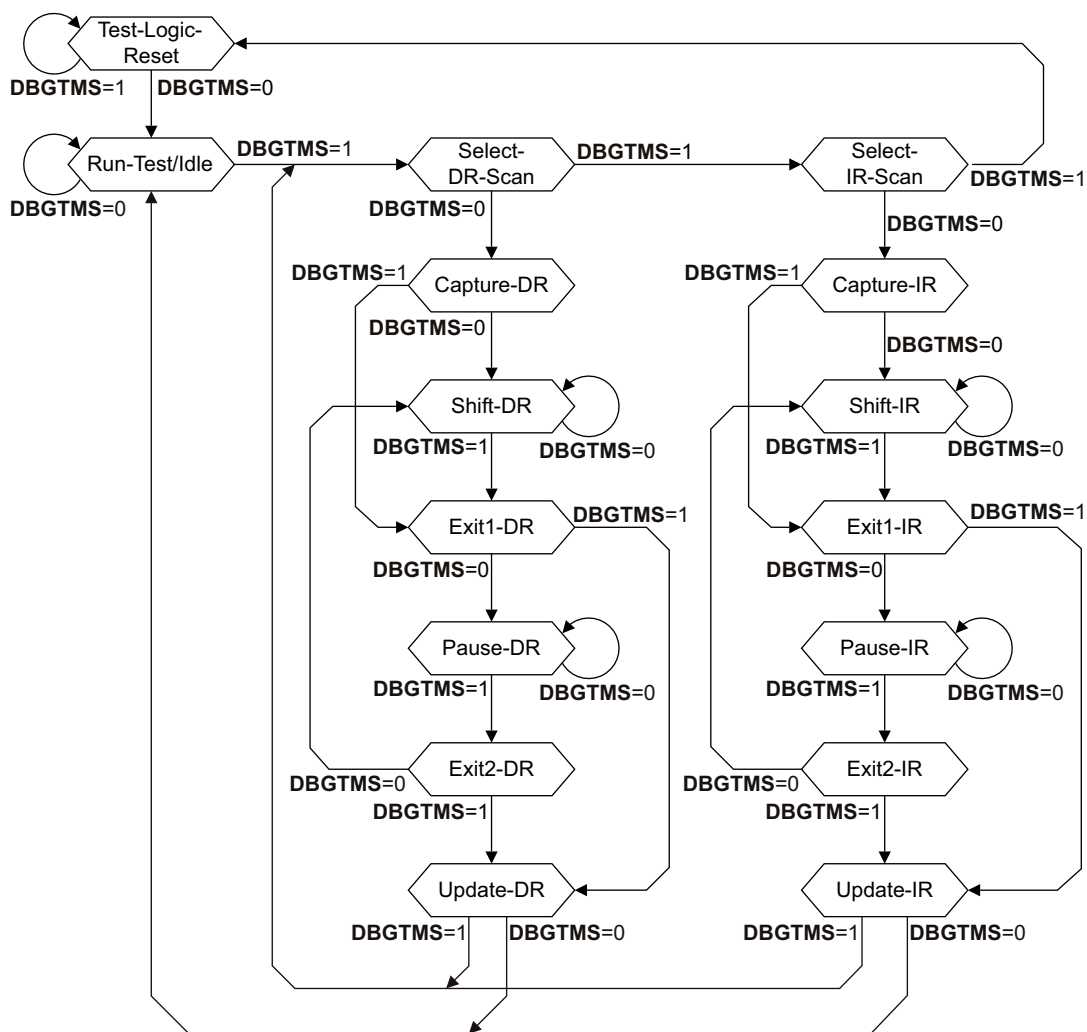 Test-Logic-
Reset
DBGTMS=1
DBGTMS=0
Run-Test/Idle
DBGTMS=1
Select-
DR-Scan
DBGTMS=1
Select-
IR-Scan
DBGTMS=1
DBGTMS=0
DBGTMS=0
DBGTMS=0
DBGTMS=1
Capture-DR
DBGTMS=1
Capture-IR
DBGTMS=0
DBGTMS=0
Shift-DR
Shift-IR
DBGTMS=1
DBGTMS=0
DBGTMS=1
DBGTMS=0
Exit1-DR
DBGTMS=1
Exit1-IR
DBGTMS=1
DBGTMS=0
DBGTMS=0
Pause-DR
Pause-IR
DBGTMS=1
DBGTMS=0
DBGTMS=1
DBGTMS=0
Exit2-DR
Exit2-IR
DBGTMS=0
DBGTMS=0
DBGTMS=1
DBGTMS=1
Update-DR
Update-IR
DBGTMS=1
DBGTMS=0
DBGTMS=1
DBGTMS=0